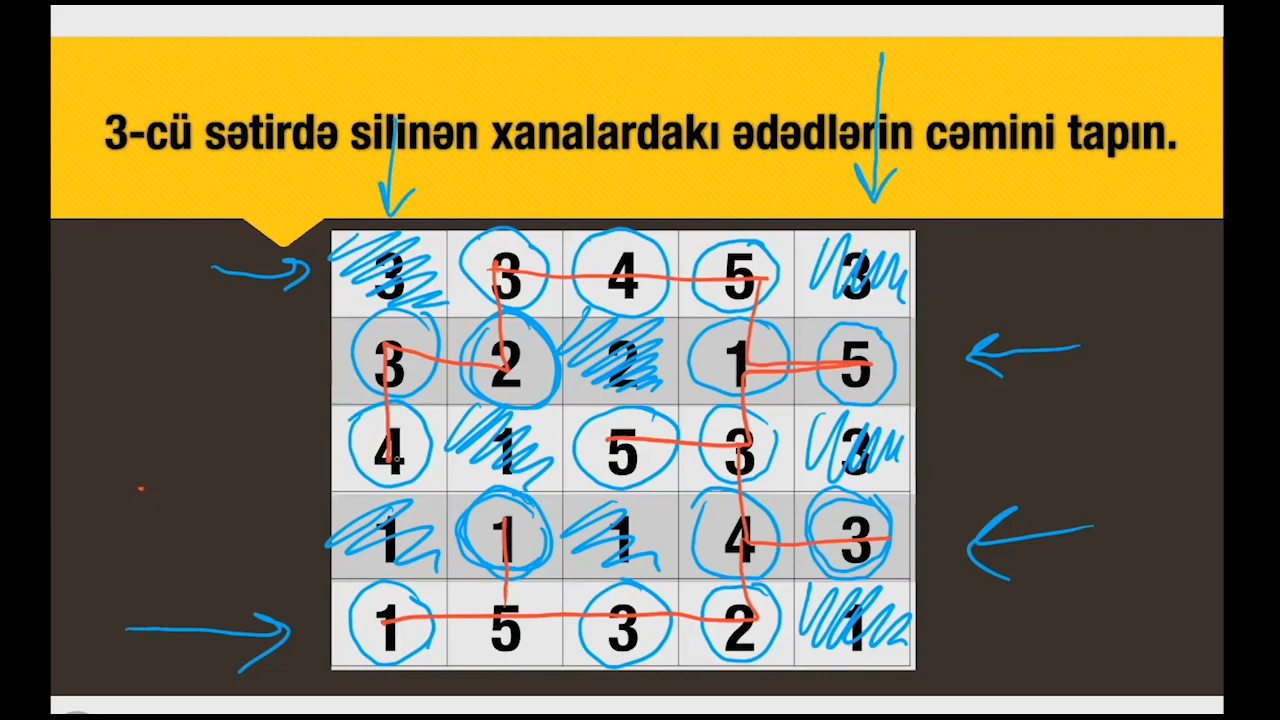 3-cü sətirdə silinən xanalardakı ədədlərin cəmini tapın.
3 3 4 5 3
3 2 2 1 5
4 1 5 3 3
1 1 1 4 3
1 5 3 2 1